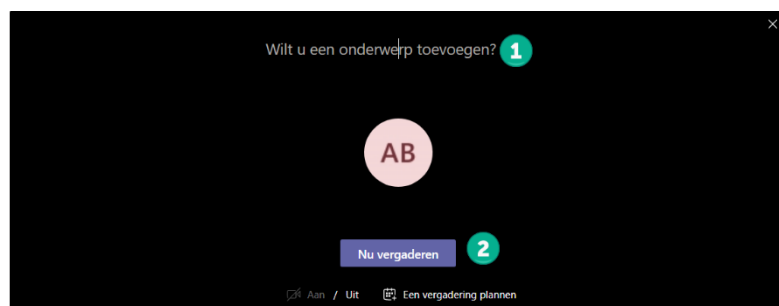 Wilt u een onderwerp toevoegen? 1
AB
Nu vergaderen 2
Aan / Uit Een vergadering plannen